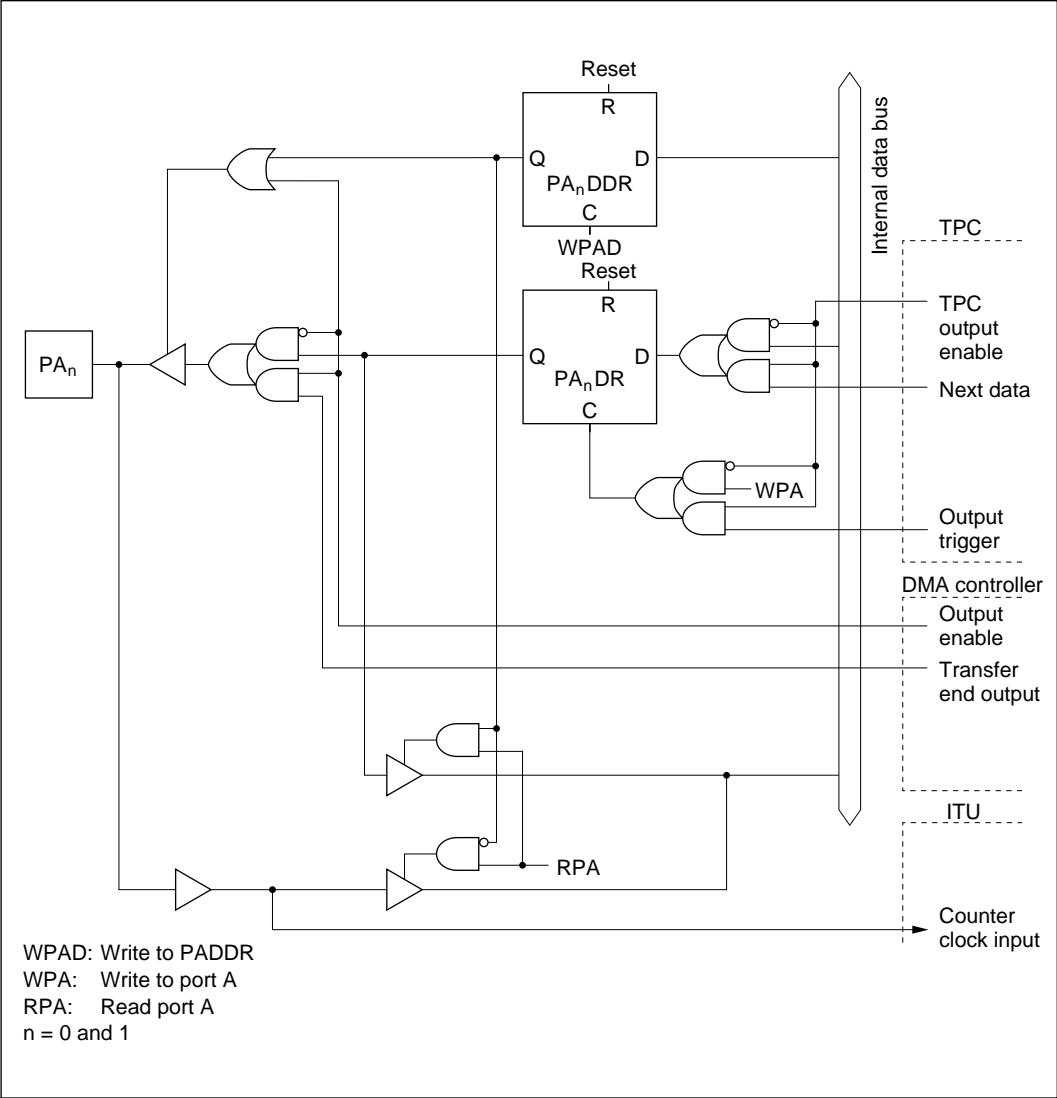 Reset
R
Q
D
PAnDDR
C
WPAD
Internal data bus
TPC
Reset
R
Q
D
PAnDR
C
PAn
TPC
output
enable
Next data
WPA
Output
trigger
DMA controller
Output
enable
Transfer
end output
RPA
ITU
Counter
clock input
WPAD: Write to PADDR
WPA: Write to port A
RPA: Read port A
n = 0 and 1